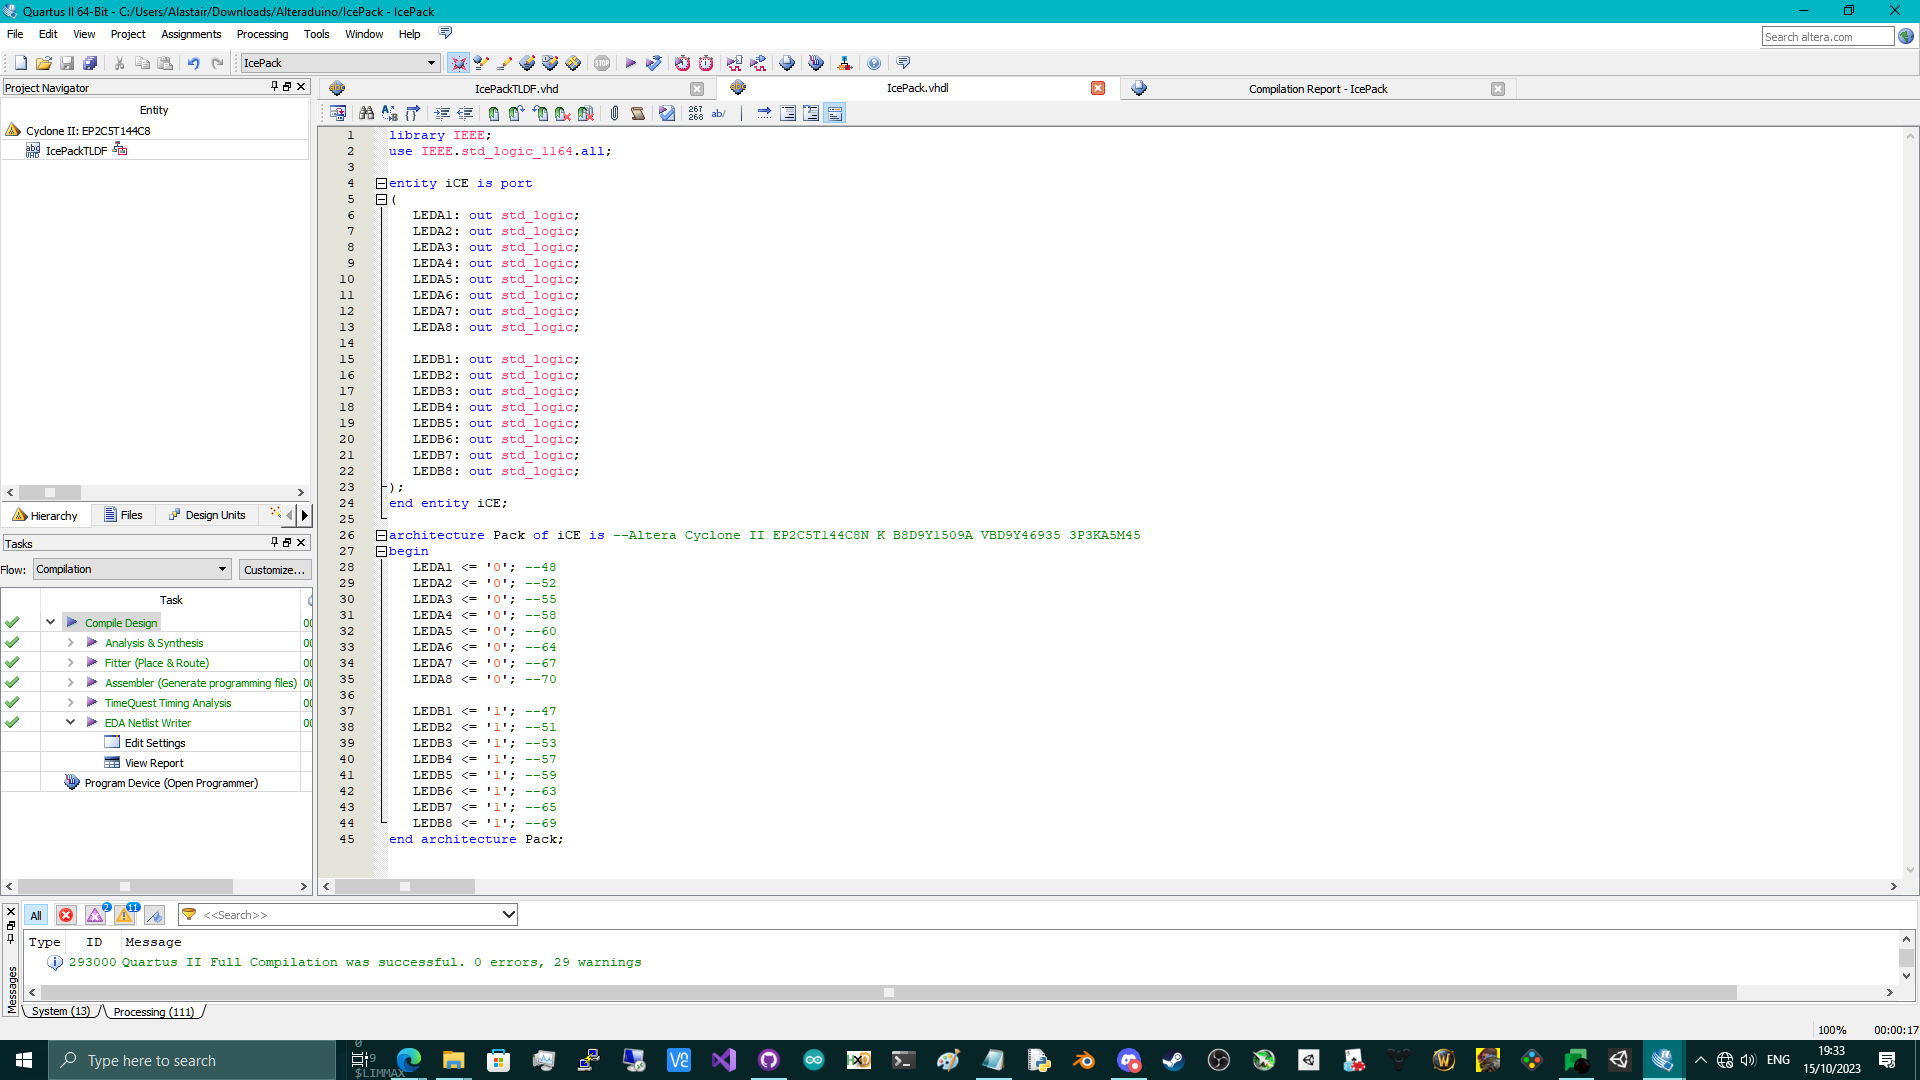 Quartus II 64-Bit - C:/Users/Alastair/Downloads/Alteraduino/IcePack - IcePack
File Edit View Project Assignments Processing Tools Window Help
Search altera.com
IcePack
Project Navigator
IcePackTLDF.vhd
IcePack.vhdl
Compilation Report - IcePack
Entity
Cyclone II: EP2C5T144C8
IcePackTLDF
Hierarchy Files Design Units
Tasks
Flow: Compilation Customize...
Task
Compile Design 00
Analysis & Synthesis 00
Fitter (Place & Route) 00
Assembler (Generate programming files) 00
TimeQuest Timing Analysis 00
EDA Netlist Writer 00
Edit Settings
View Report
Program Device (Open Programmer)
267
268
ab/
1 library IEEE;
2 use IEEE.std_logic_1164.all;
3
4 entity iCE is port
5 (
6 LEDA1: out std_logic;
7 LEDA2: out std_logic;
8 LEDA3: out std_logic;
9 LEDA4: out std_logic;
10 LEDA5: out std_logic;
11 LEDA6: out std_logic;
12 LEDA7: out std_logic;
13 LEDA8: out std_logic;
14
15 LEDB1: out std_logic;
16 LEDB2: out std_logic;
17 LEDB3: out std_logic;
18 LEDB4: out std_logic;
19 LEDB5: out std_logic;
20 LEDB6: out std_logic;
21 LEDB7: out std_logic;
22 LEDB8: out std_logic;
23 );
24 end entity iCE;
25
26 architecture Pack of iCE is --Altera Cyclone II EP2C5T144C8N K B8D9Y1509A VBD9Y46935 3P3KA5M45
27 begin
28 LEDA1 <= '0'; --48
29 LEDA2 <= '0'; --52
30 LEDA3 <= '0'; --55
31 LEDA4 <= '0'; --58
32 LEDA5 <= '0'; --60
33 LEDA6 <= '0'; --64
34 LEDA7 <= '0'; --67
35 LEDA8 <= '0'; --70
36
37 LEDB1 <= '1'; --47
38 LEDB2 <= '1'; --51
39 LEDB3 <= '1'; --53
40 LEDB4 <= '1'; --57
41 LEDB5 <= '1'; --59
42 LEDB6 <= '1'; --63
43 LEDB7 <= '1'; --65
44 LEDB8 <= '1'; --69
45 end architecture Pack;
Messages
All 2 11 <<Search>>
Type ID Message
293000 Quartus II Full Compilation was successful. 0 errors, 29 warnings
System (13) Processing (111)
100% 00:00:17
Type here to search
$LIMMAX
ENG
19:33
15/10/2023